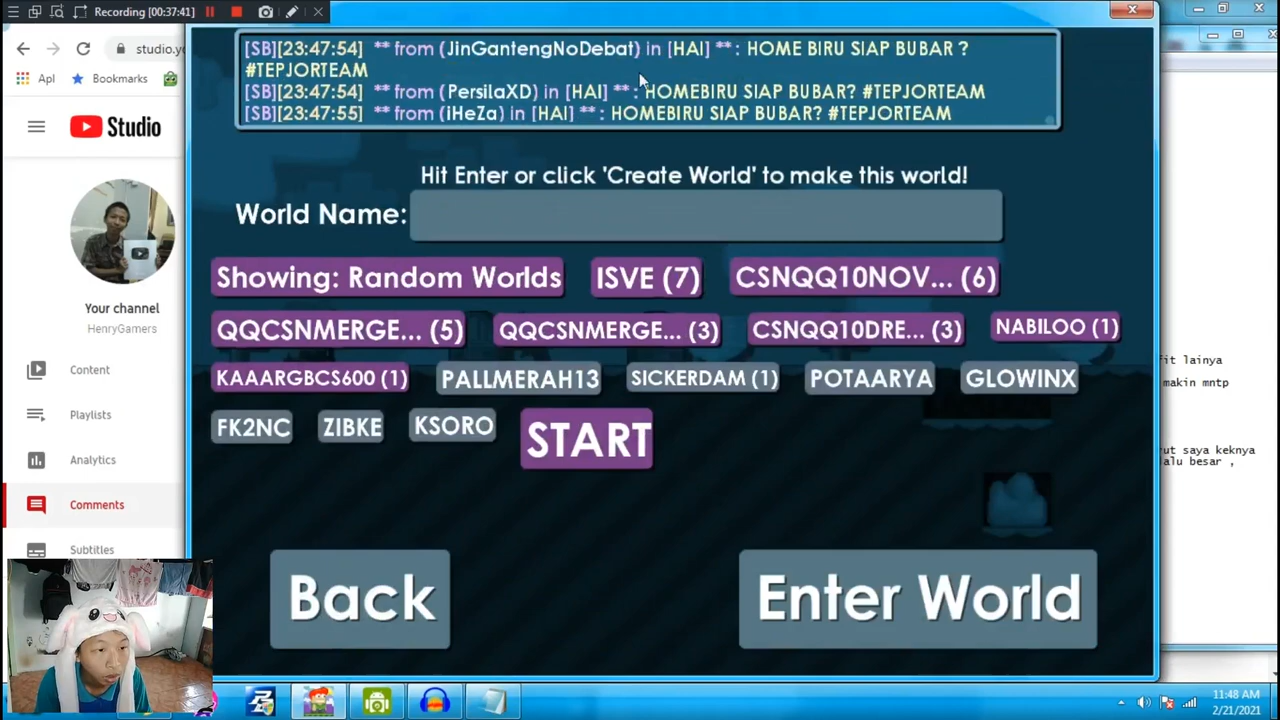 Recording [00:37:41]
studio.yo
Apl
Bookmarks
Studio
Your channel
HenryGamers
Content
Playlists
Analytics
Comments
Subtitles
[SB][23:47:54] ** from (JinGantengNoDebat) in [HAI] ** : HOME BIRU SIAP BUBAR ?
#TEPJORTEAM
[SB][23:47:54] ** from (PersilaXD) in [HAI] ** : HOMEBIRU SIAP BUBAR? #TEPJORTEAM
[SB][23:47:55] ** from (iHeZa) in [HAI] ** : HOMEBIRU SIAP BUBAR? #TEPJORTEAM
Hit Enter or click 'Create World' to make this world!
World Name:
Showing: Random Worlds ISVE (7) CSNQQ10NOV... (6)
QQCSNMERGE... (5) QQCSNMERGE... (3) CSNQQ10DRE... (3) NABILOO (1)
KAAARGBCS600 (1) PALLMERAH13 SICKERDAM (1) POTAARYA GLOWINX
FK2NC ZIBKE KSORO START
Back Enter World
fit lainya
makin mntp
ut saya keknya
alu besar ,
11:48 AM
2/21/2021